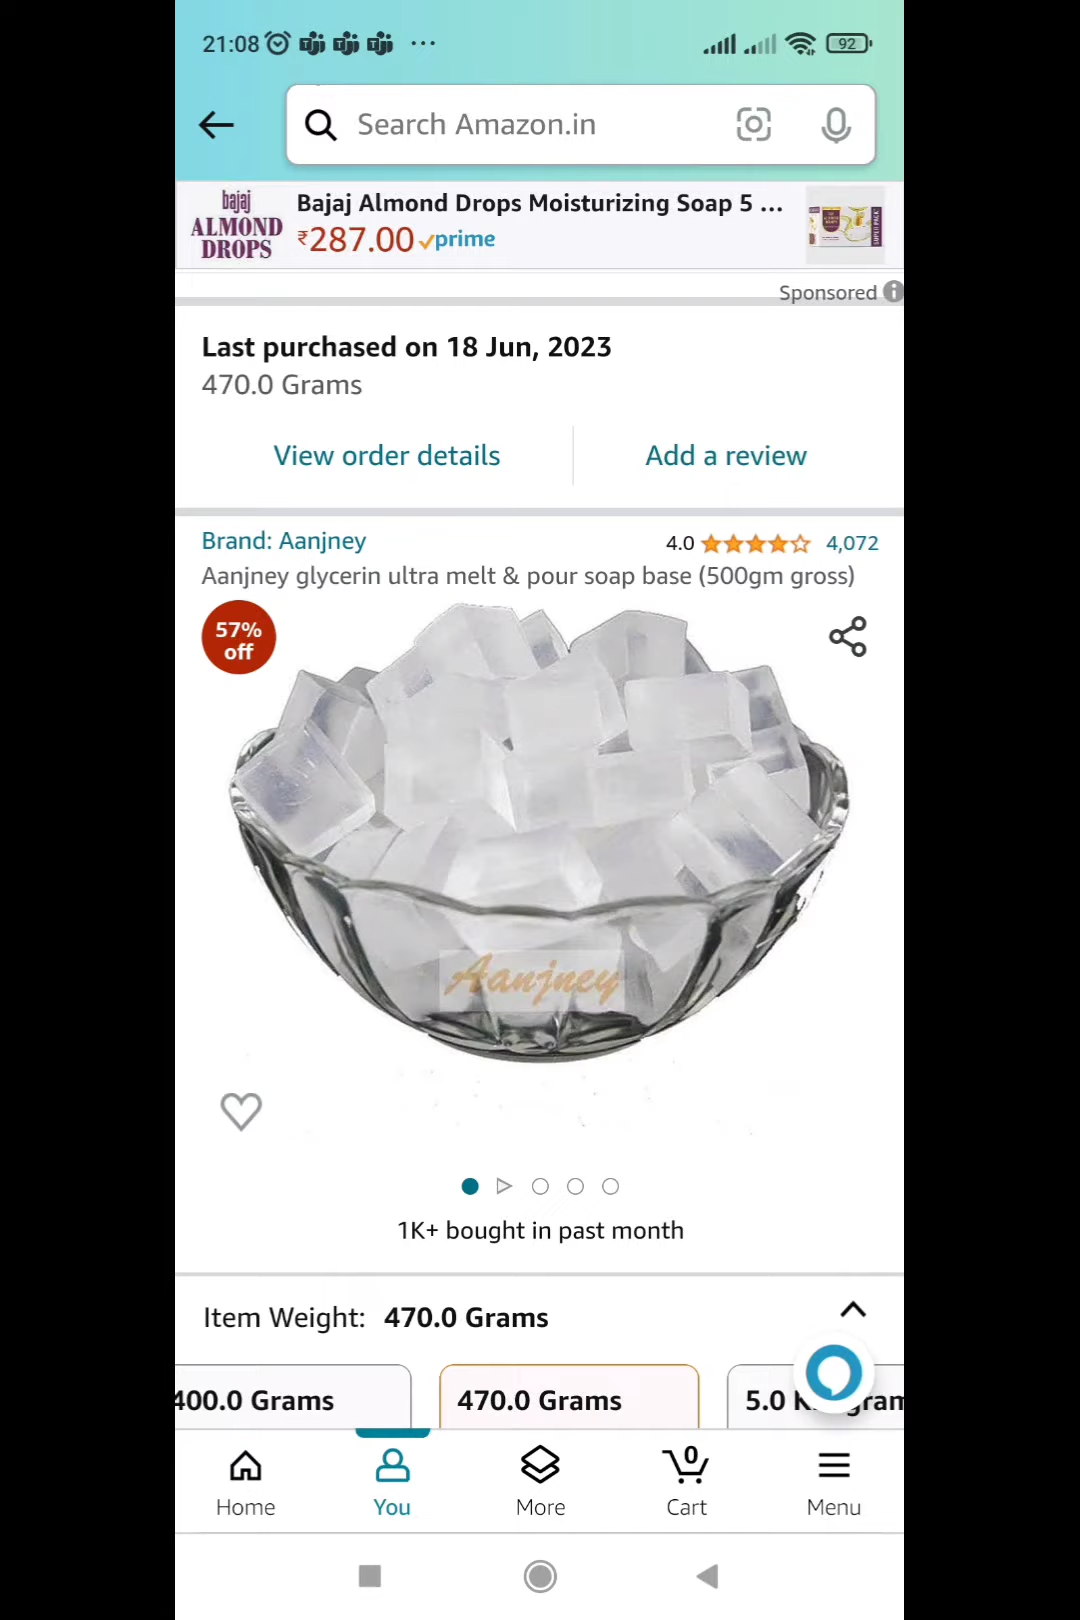 21:08
92
Search Amazon.in
bajaj
ALMOND
DROPS
Bajaj Almond Drops Moisturizing Soap 5 ...
₹287.00 prime
Sponsored
Last purchased on 18 Jun, 2023
470.0 Grams
View order details
Add a review
Brand: Aanjney
4.0
4,072
Aanjney glycerin ultra melt & pour soap base (500gm gross)
57%
off
Aanjney
1K+ bought in past month
Item Weight: 470.0 Grams
400.0 Grams
470.0 Grams
5.0
Home
You
More
0
Cart
Menu